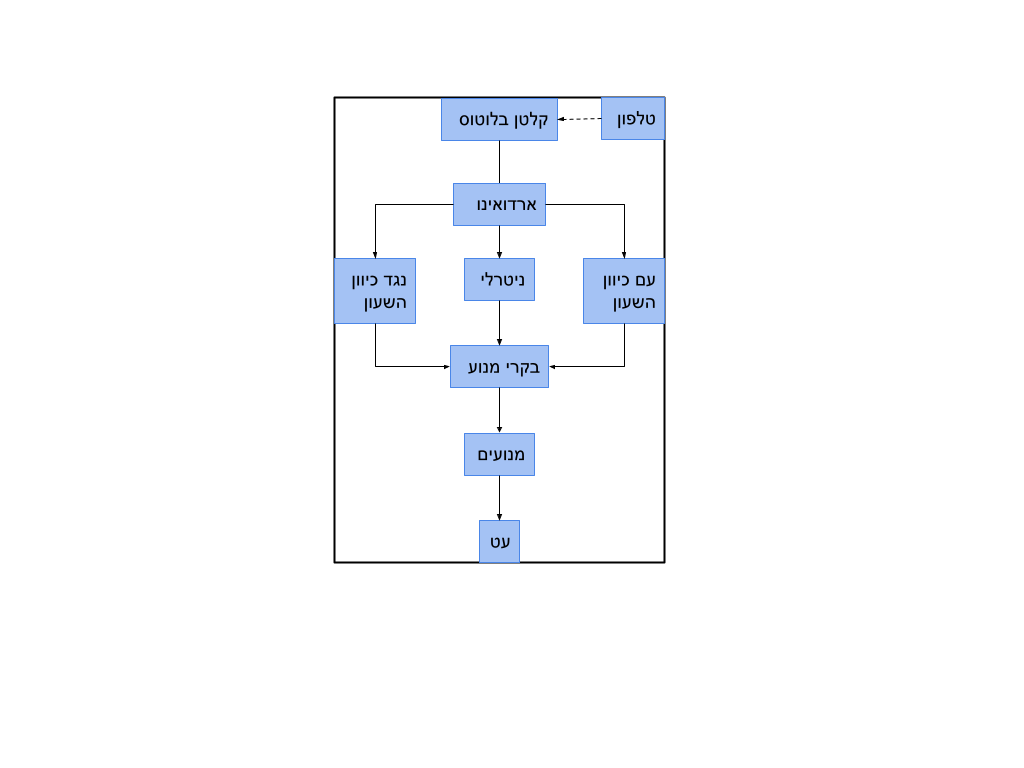 טלפון
קלטן בלוטוס
ארדואינו
עם כיוון
השעון
ניטרלי
נגד כיוון
השעון
בקרי מנוע
מנועים
עט